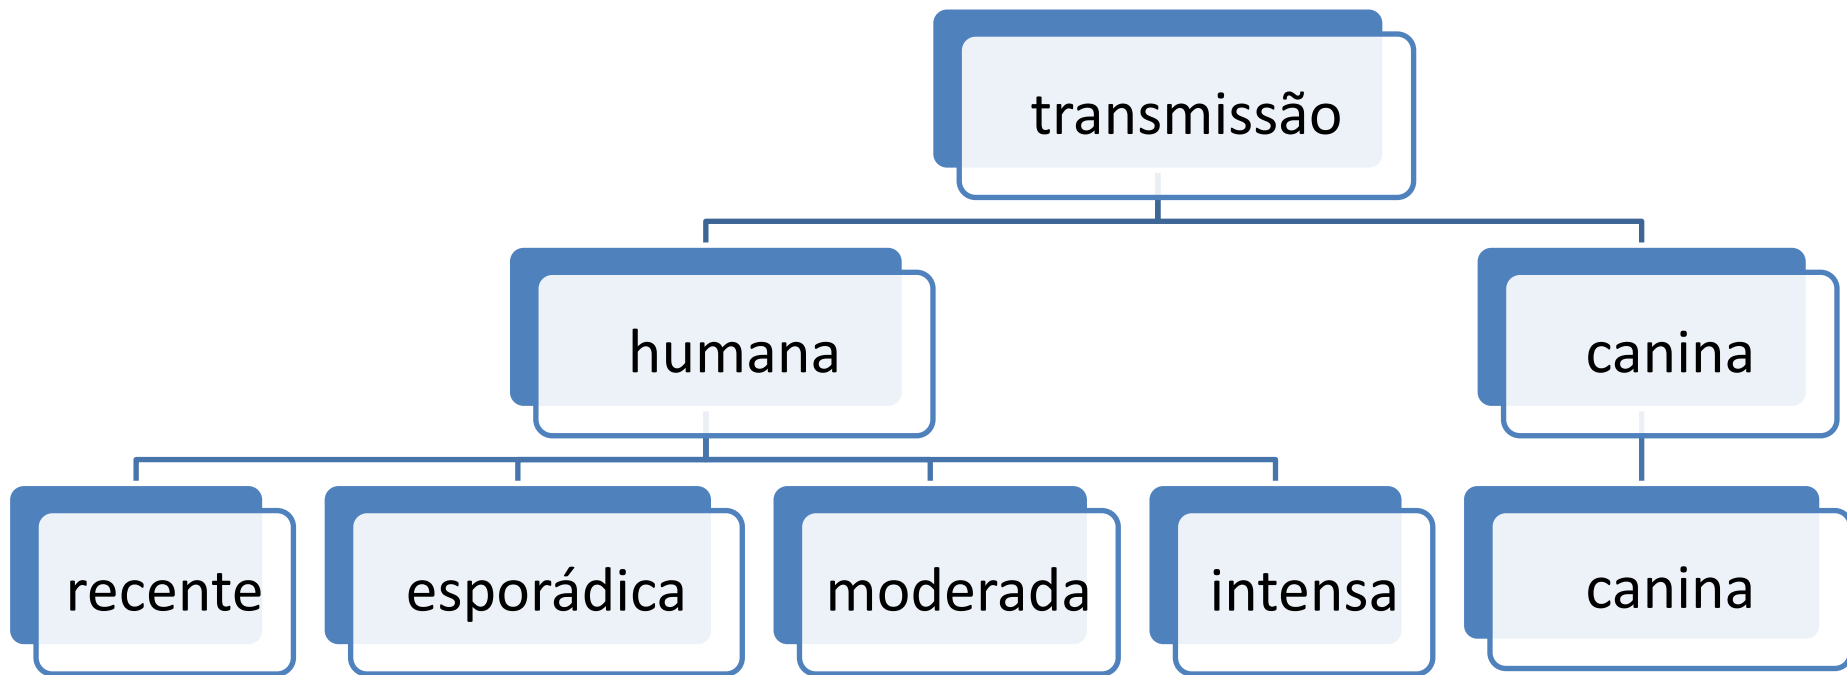 transmissão
humana
canina
recente
esporádica
moderada
intensa
canina